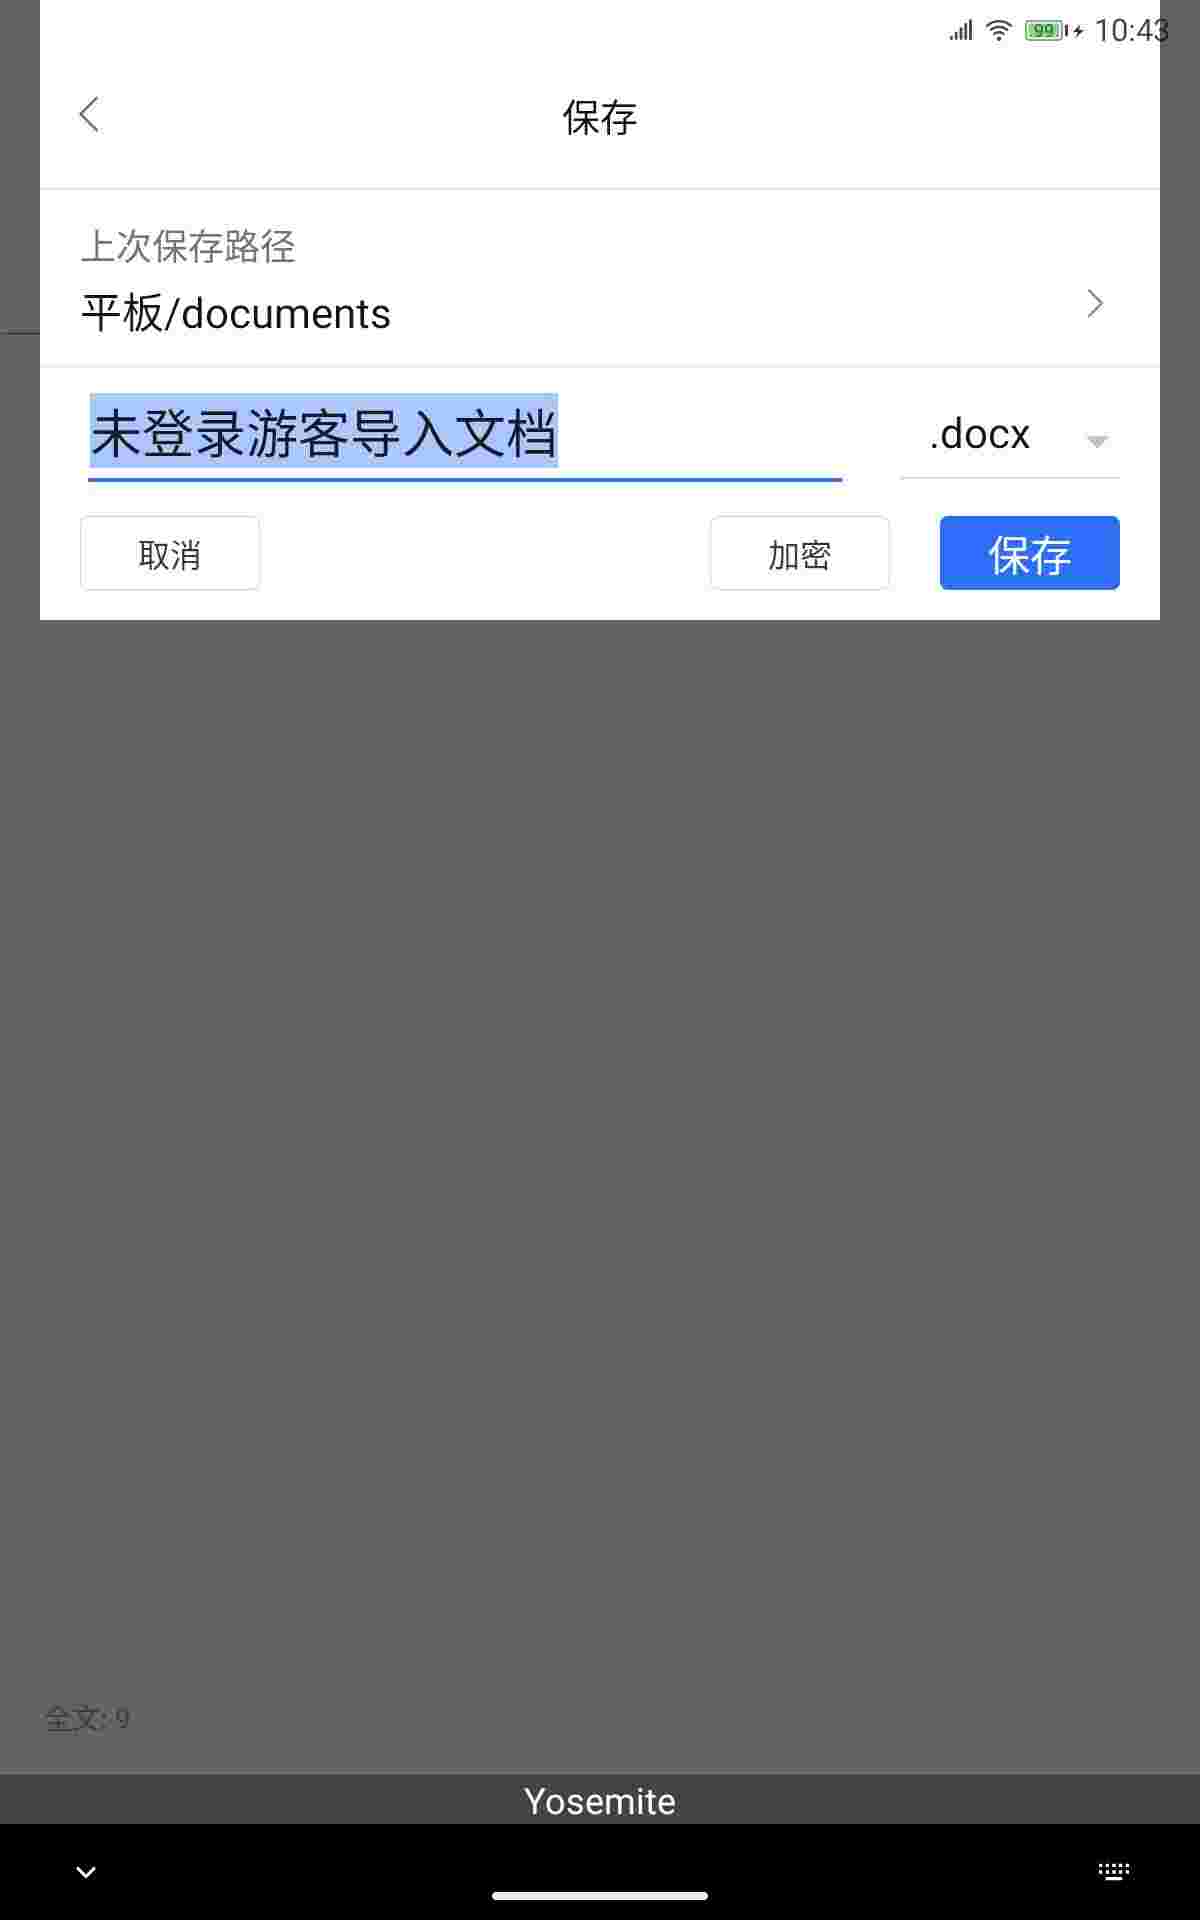 99 10:43
保存
上次保存路径
平板/documents
未登录游客导入文档 .docx
取消 加密 保存
全文: 9
Yosemite